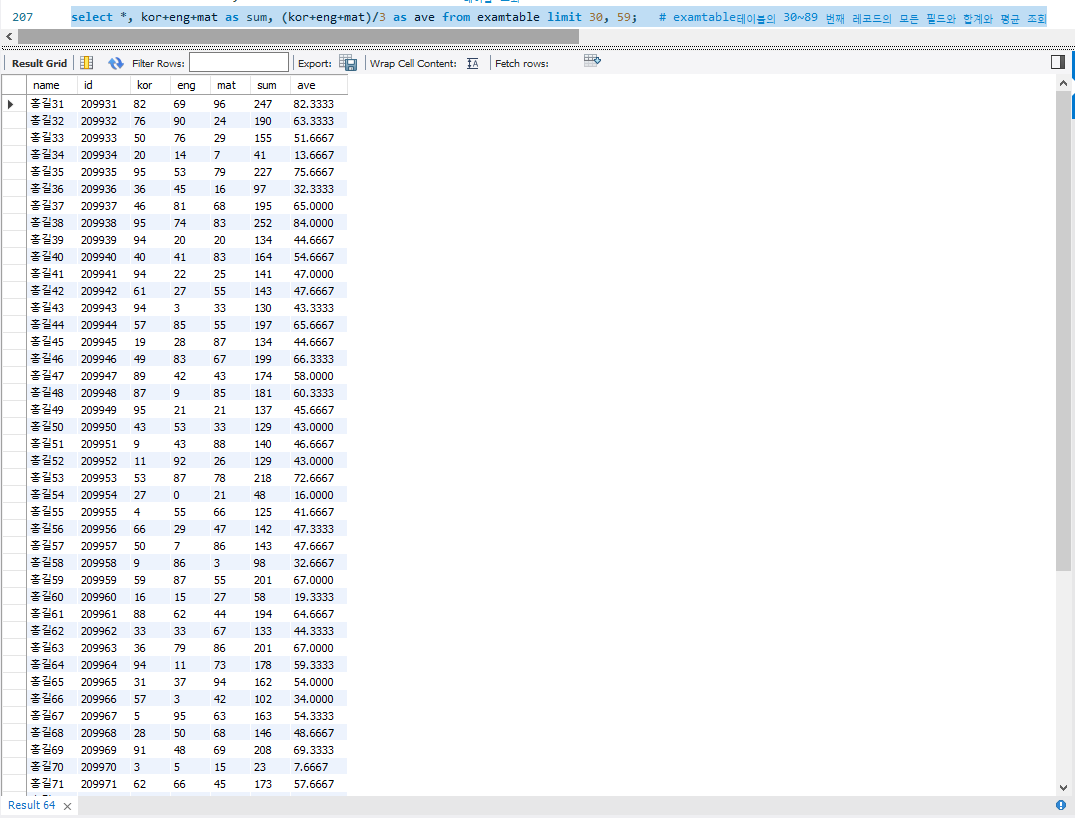 207 select *, kor+eng+mat as sum, (kor+eng+mat)/3 as ave from examtable limit 30, 59; # examtable테이블의 30~89 번째 레코드의 모든 필드와 합계와 평균 조회
Result Grid Filter Rows: Export: Wrap Cell Content: Fetch rows:
name id kor eng mat sum ave
홍길31 209931 82 69 96 247 82.3333
홍길32 209932 76 90 24 190 63.3333
홍길33 209933 50 76 29 155 51.6667
홍길34 209934 20 14 7 41 13.6667
홍길35 209935 95 53 79 227 75.6667
홍길36 209936 36 45 16 97 32.3333
홍길37 209937 46 81 68 195 65.0000
홍길38 209938 95 74 83 252 84.0000
홍길39 209939 94 20 20 134 44.6667
홍길40 209940 40 41 83 164 54.6667
홍길41 209941 94 22 25 141 47.0000
홍길42 209942 61 27 55 143 47.6667
홍길43 209943 94 3 33 130 43.3333
홍길44 209944 57 85 55 197 65.6667
홍길45 209945 19 28 87 134 44.6667
홍길46 209946 49 83 67 199 66.3333
홍길47 209947 89 42 43 174 58.0000
홍길48 209948 87 9 85 181 60.3333
홍길49 209949 95 21 21 137 45.6667
홍길50 209950 43 53 33 129 43.0000
홍길51 209951 9 43 88 140 46.6667
홍길52 209952 11 92 26 129 43.0000
홍길53 209953 53 87 78 218 72.6667
홍길54 209954 27 0 21 48 16.0000
홍길55 209955 4 55 66 125 41.6667
홍길56 209956 66 29 47 142 47.3333
홍길57 209957 50 7 86 143 47.6667
홍길58 209958 9 86 3 98 32.6667
홍길59 209959 59 87 55 201 67.0000
홍길60 209960 16 15 27 58 19.3333
홍길61 209961 88 62 44 194 64.6667
홍길62 209962 33 33 67 133 44.3333
홍길63 209963 36 79 86 201 67.0000
홍길64 209964 94 11 73 178 59.3333
홍길65 209965 31 37 94 162 54.0000
홍길66 209966 57 3 42 102 34.0000
홍길67 209967 5 95 63 163 54.3333
홍길68 209968 28 50 68 146 48.6667
홍길69 209969 91 48 69 208 69.3333
홍길70 209970 3 5 15 23 7.6667
홍길71 209971 62 66 45 173 57.6667
Result 64